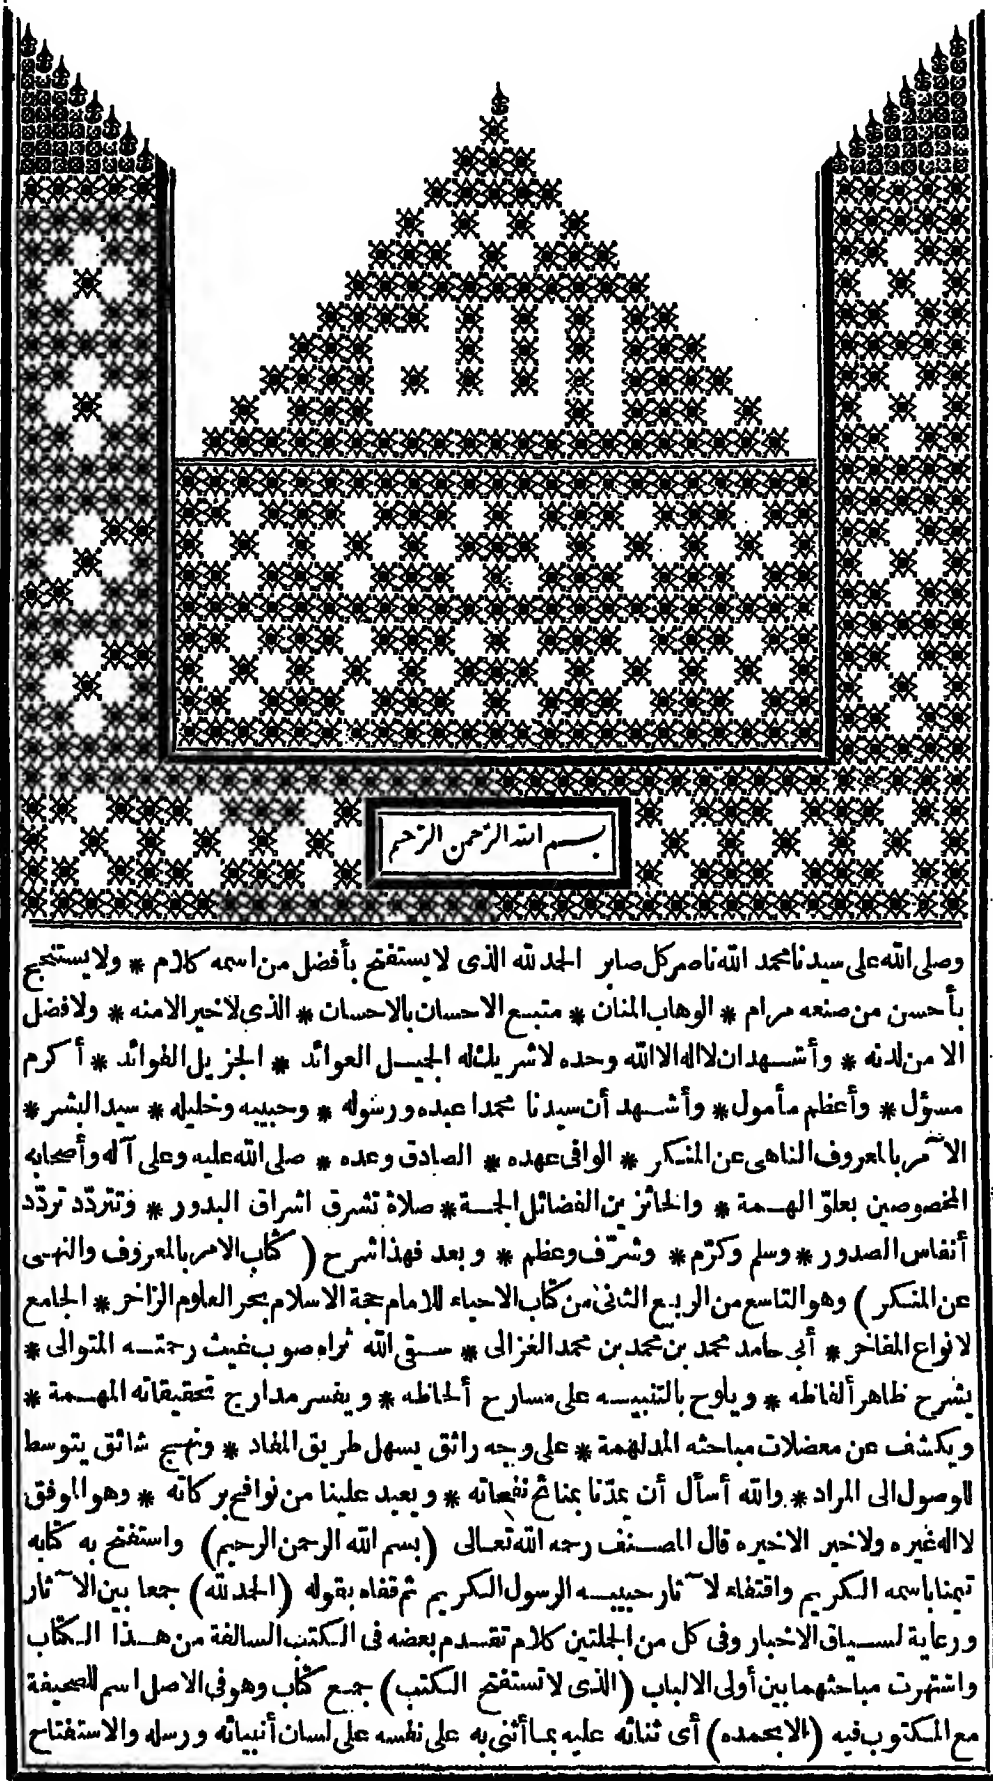 الله
بسم الله الرحمن الرحيم
وصلى الله على سيدنا محمد الله ناصر كل صابر الحمد لله الذى لا يستفتح بأفضل من اسمه كلام * ولا يستنجح
بأحسن من صنعه مرام * الوهاب المنان * متبع الاحسان بالاحسان * الذى لا خير الا منه * ولا فضل
الا من لدنه * وأشهد ان لا اله الا الله وحده لا شريك له الجميل العوائد * الجزيل الفوائد * أكرم
مسؤل * وأعظم مأمول * وأشهد أن سيدنا محمدا عبده ورسوله * وحبيبه وخليله * سيد البشر *
الآمر بالمعروف الناهى عن المنكر * الوافى عهده * الصادق وعده * صلى الله عليه وعلى آله وأصحابه
المخصوصين بعلو الهمة * والحائزين الفضائل الجمة * صلاة تشرق اشراق البدور * وتتردد تردد
أنفاس الصدور * وسلم وكرّم * وشرّف وعظم * وبعد فهذا شرح (كتاب الامر بالمعروف والنهى
عن المنكر) وهو التاسع من الربع الثانى من كتاب الاحياء للامام حجة الاسلام بحر العلوم الزاخر * الجامع
لانواع المفاخر * أبى حامد محمد بن محمد بن محمد الغزالى * سقى الله ثراه صوب غيث رحمته المتوالى *
يشرح ظاهر ألفاظه * ويلوح بالتنبيه على مسارح ألحاظه * ويفسر مدارج تحقيقاته المهمة *
ويكشف عن معضلات مباحثه المدلهمة * على وجه رائق يسهل طريق المفاد * ونهج شائق يتوسط
للوصول الى المراد * والله أسأل أن يمدّنا بمنائح نفحاته * ويعيد علينا من نوافح بركاته * وهو الموفق
لا اله غيره ولا خير الا خيره قال المصنف رحمه الله تعالى (بسم الله الرحمن الرحيم) واستفتح به كتابه
تيمنا باسمه الكريم واقتفاء لآثار حبيبه الرسول الكريم ثم قفاه بقوله (الحمد لله) جمعا بين الآثار
ورعاية لسياق الاخبار وفى كل من الجملتين كلام تقدم بعضه فى الكتب السالفة من هذا الكتاب
واشتهرت مباحثهما بين أولى الالباب (الذى لا تستفتح الكتب) جميع كتاب وهو فى الاصل اسم للصحيفة
مع المكتوب فيه (الا بحمده) أى ثنائه عليه بما أثنى به على نفسه على لسان أنبيائه ورسله والاستفتاح